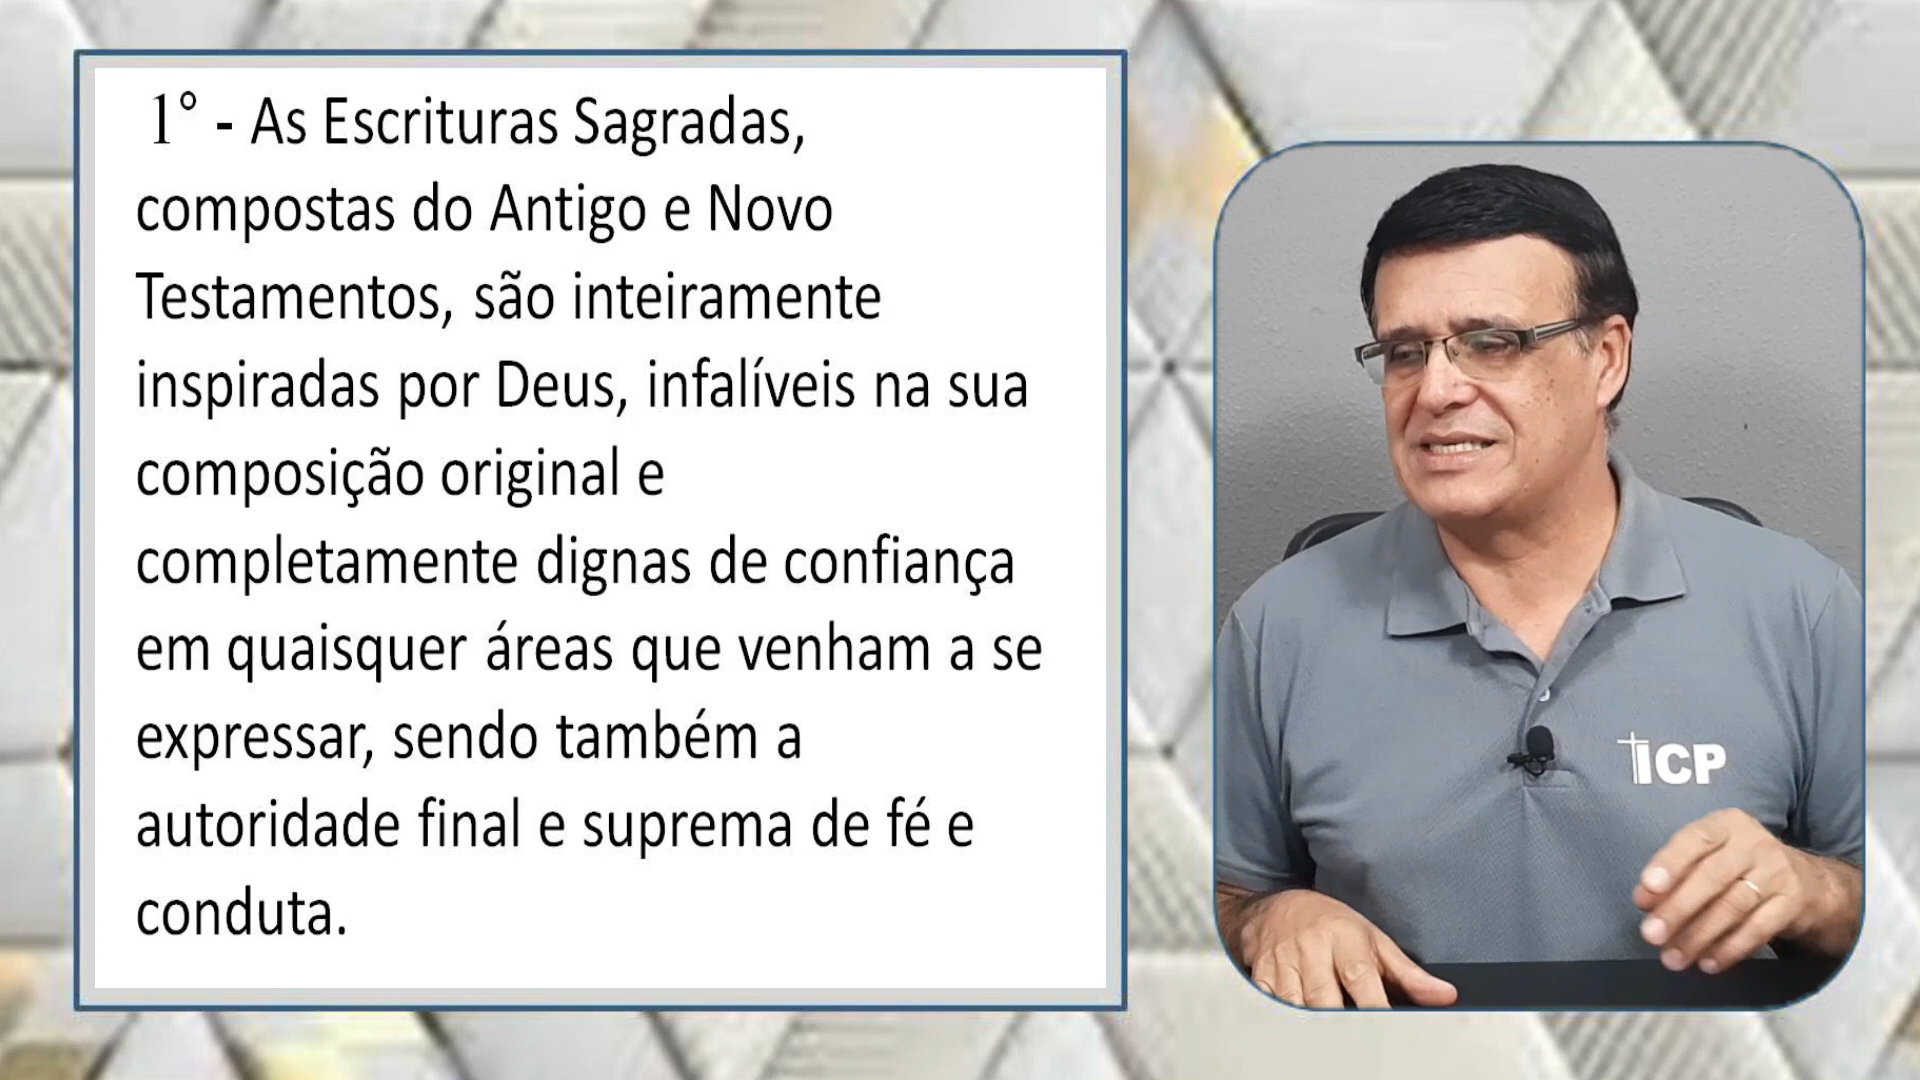 1° - As Escrituras Sagradas,
compostas do Antigo e Novo
Testamentos, são inteiramente
inspiradas por Deus, infalíveis na sua
composição original e
completamente dignas de confiança
em quaisquer áreas que venham a se
expressar, sendo também a
autoridade final e suprema de fé e
conduta.
ICP